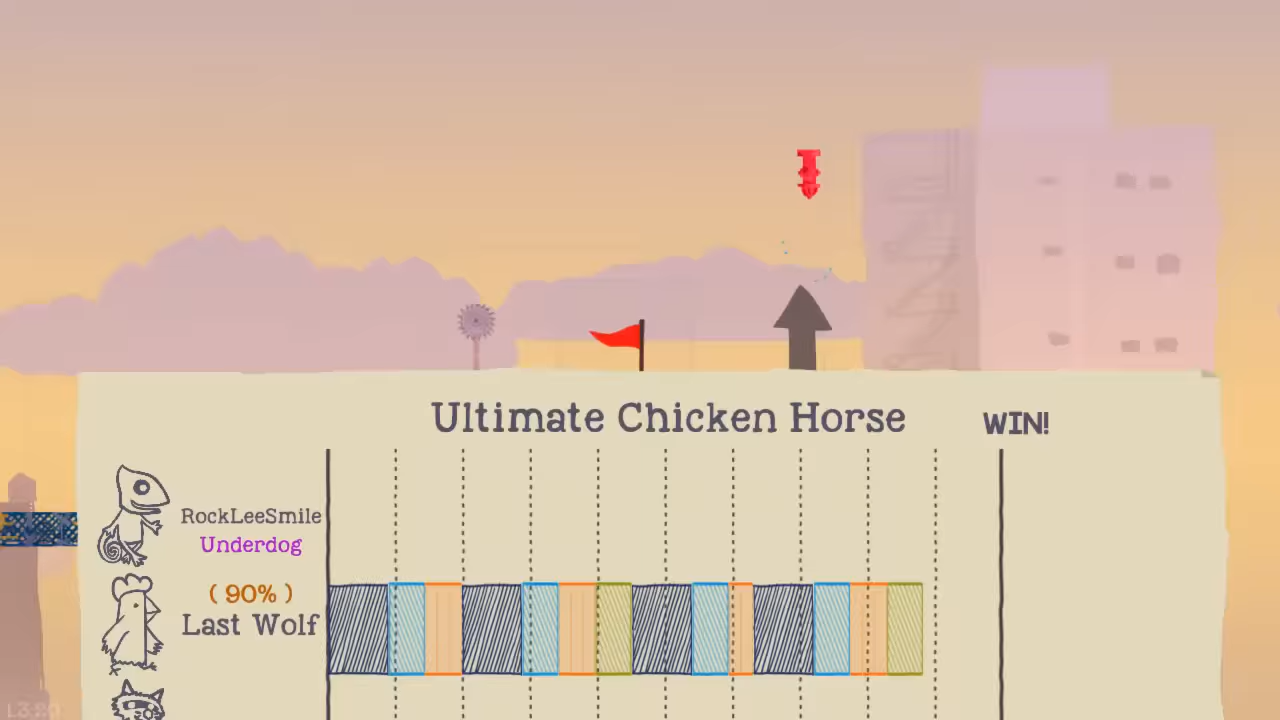 Ultimate Chicken Horse
WIN!
RockLeeSmile
Underdog
( 90% )
Last Wolf